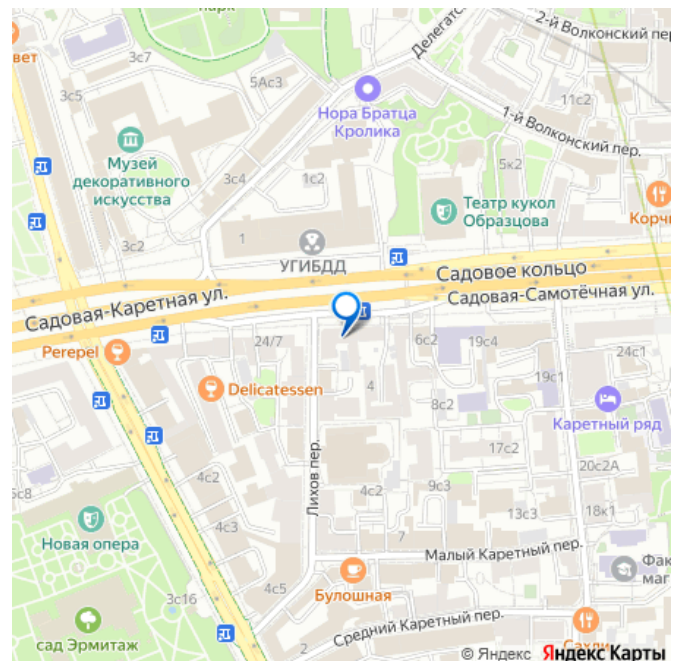 парк
вет
3с7
3с5
5Ас3
Делегатск
2-й Волконский пер
11с2
Нора Братца
Кролика
1-й Волконский пер.
Музей
декоративного
искусства
3с4
1с2
5к2
Театр кукол
Образцова
Корч
3с2
1
УГИБДД
Садовое кольцо
Садовая-Каретная ул.
Садовая-Самотёчная ул.
Perepel
24/7
6с2
19с4
24с1
Delicatessen
4
19с1
8с2
Каретный ряд
Лихов пер.
17с2
4с2
20с2А
4с2
9с3
5с8
4с3
7
13с3
18к1
Новая опера
Малый Каретный пер.
Фак
маг
3с16
4с5
Булошная
сад Эрмитаж
2
Средний Каретный пер.
Сахли
© Яндекс Яндекс Карты